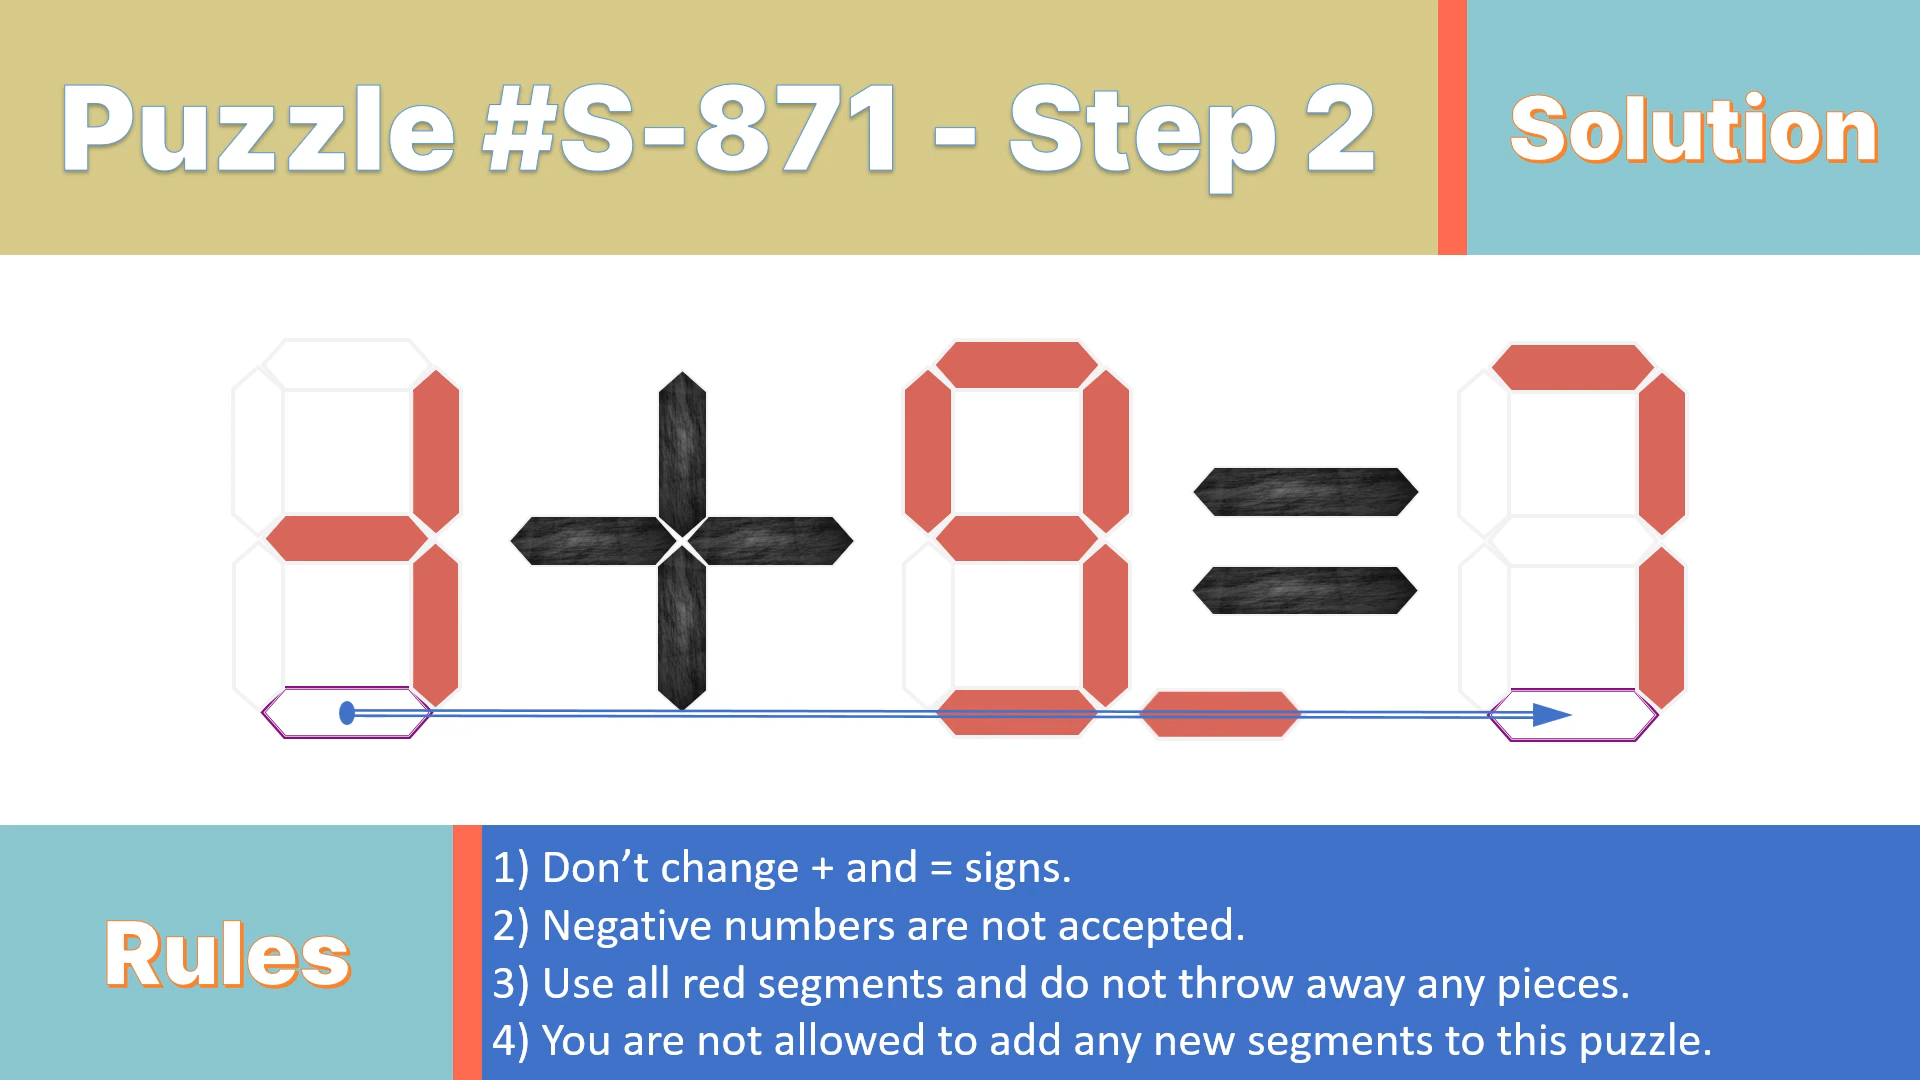 Puzzle #S-871 - Step 2
Solution
Rules
1) Don’t change + and = signs.
2) Negative numbers are not accepted.
3) Use all red segments and do not throw away any pieces.
4) You are not allowed to add any new segments to this puzzle.